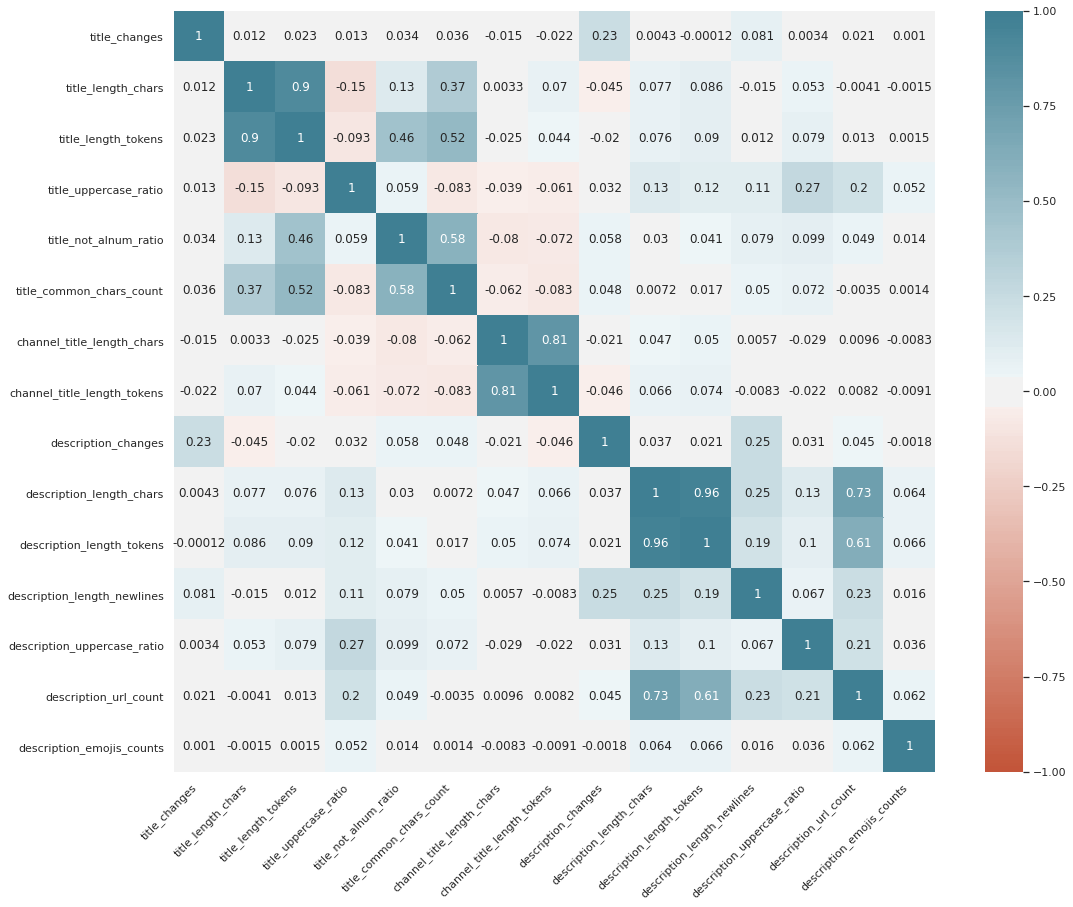 title_changes 1 0.012 0.023 0.013 0.034 0.036 -0.015 -0.022 0.23 0.0043 -0.00012 0.081 0.0034 0.021 0.001
title_length_chars 0.012 1 0.9 -0.15 0.13 0.37 0.0033 0.07 -0.045 0.077 0.086 -0.015 0.053 -0.0041 -0.0015
title_length_tokens 0.023 0.9 1 -0.093 0.46 0.52 -0.025 0.044 -0.02 0.076 0.09 0.012 0.079 0.013 0.0015
title_uppercase_ratio 0.013 -0.15 -0.093 1 0.059 -0.083 -0.039 -0.061 0.032 0.13 0.12 0.11 0.27 0.2 0.052
title_not_alnum_ratio 0.034 0.13 0.46 0.059 1 0.58 -0.08 -0.072 0.058 0.03 0.041 0.079 0.099 0.049 0.014
title_common_chars_count 0.036 0.37 0.52 -0.083 0.58 1 -0.062 -0.083 0.048 0.0072 0.017 0.05 0.072 -0.0035 0.0014
channel_title_length_chars -0.015 0.0033 -0.025 -0.039 -0.08 -0.062 1 0.81 -0.021 0.047 0.05 0.0057 -0.029 0.0096 -0.0083
channel_title_length_tokens -0.022 0.07 0.044 -0.061 -0.072 -0.083 0.81 1 -0.046 0.066 0.074 -0.0083 -0.022 0.0082 -0.0091
description_changes 0.23 -0.045 -0.02 0.032 0.058 0.048 -0.021 -0.046 1 0.037 0.021 0.25 0.031 0.045 -0.0018
description_length_chars 0.0043 0.077 0.076 0.13 0.03 0.0072 0.047 0.066 0.037 1 0.96 0.25 0.13 0.73 0.064
description_length_tokens -0.00012 0.086 0.09 0.12 0.041 0.017 0.05 0.074 0.021 0.96 1 0.19 0.1 0.61 0.066
description_length_newlines 0.081 -0.015 0.012 0.11 0.079 0.05 0.0057 -0.0083 0.25 0.25 0.19 1 0.067 0.23 0.016
description_uppercase_ratio 0.0034 0.053 0.079 0.27 0.099 0.072 -0.029 -0.022 0.031 0.13 0.1 0.067 1 0.21 0.036
description_url_count 0.021 -0.0041 0.013 0.2 0.049 -0.0035 0.0096 0.0082 0.045 0.73 0.61 0.23 0.21 1 0.062
description_emojis_counts 0.001 -0.0015 0.0015 0.052 0.014 0.0014 -0.0083 -0.0091 -0.0018 0.064 0.066 0.016 0.036 0.062 1
title_changes
title_length_chars
title_length_tokens
title_uppercase_ratio
title_not_alnum_ratio
title_common_chars_count
channel_title_length_chars
channel_title_length_tokens
description_changes
description_length_chars
description_length_tokens
description_length_newlines
description_uppercase_ratio
description_url_count
description_emojis_counts
1.00
0.75
0.50
0.25
0.00
−0.25
−0.50
−0.75
−1.00